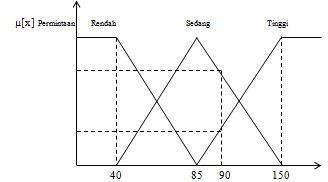 μ[x] Permintaan Rendah Sedang Tinggi
40 85 90 150